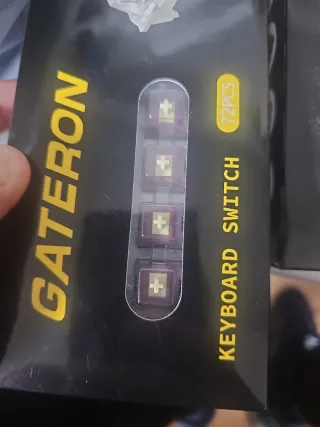 GATERON
KEYBOARD SWITCH
72PCS